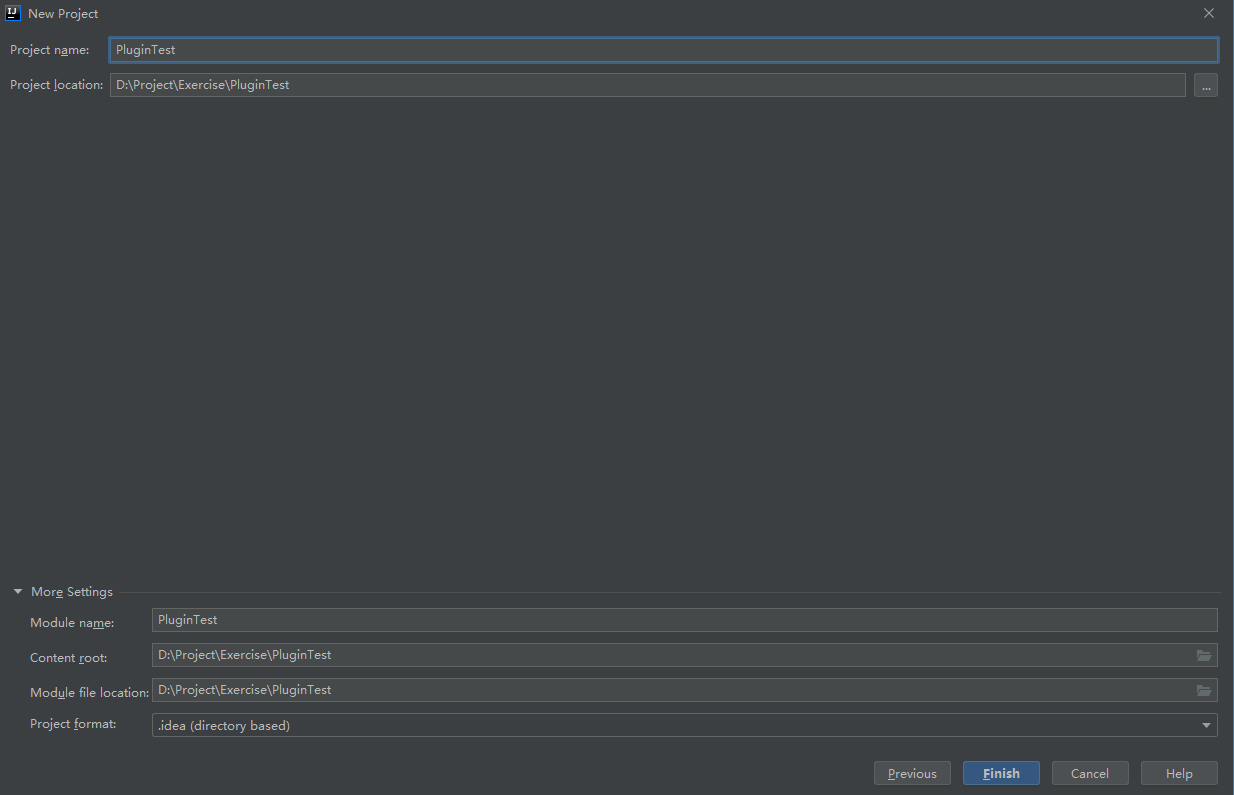 IJ New Project
Project name: PluginTest
Project location: D:\Project\Exercise\PluginTest ...
More Settings
Module name: PluginTest
Content root: D:\Project\Exercise\PluginTest
Module file location: D:\Project\Exercise\PluginTest
Project format: .idea (directory based)
Previous Finish Cancel Help